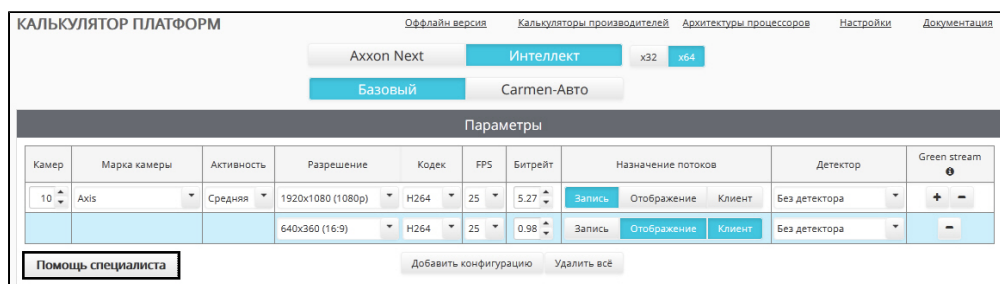 КАЛЬКУЛЯТОР ПЛАТФОРМ
Оффлайн версия Калькуляторы производителей Архитектуры процессоров Настройки Документация
Axxon Next Интеллект x32 x64
Базовый Carmen-Авто
Параметры
Камер Марка камеры Активность Разрешение Кодек FPS Битрейт Назначение потоков Детектор Green stream
10 Axis Средняя 1920x1080 (1080p) H264 25 5.27 Запись Отображение Клиент Без детектора + −
640x360 (16:9) H264 25 0.98 Запись Отображение Клиент Без детектора −
Помощь специалиста Добавить конфигурацию Удалить всё